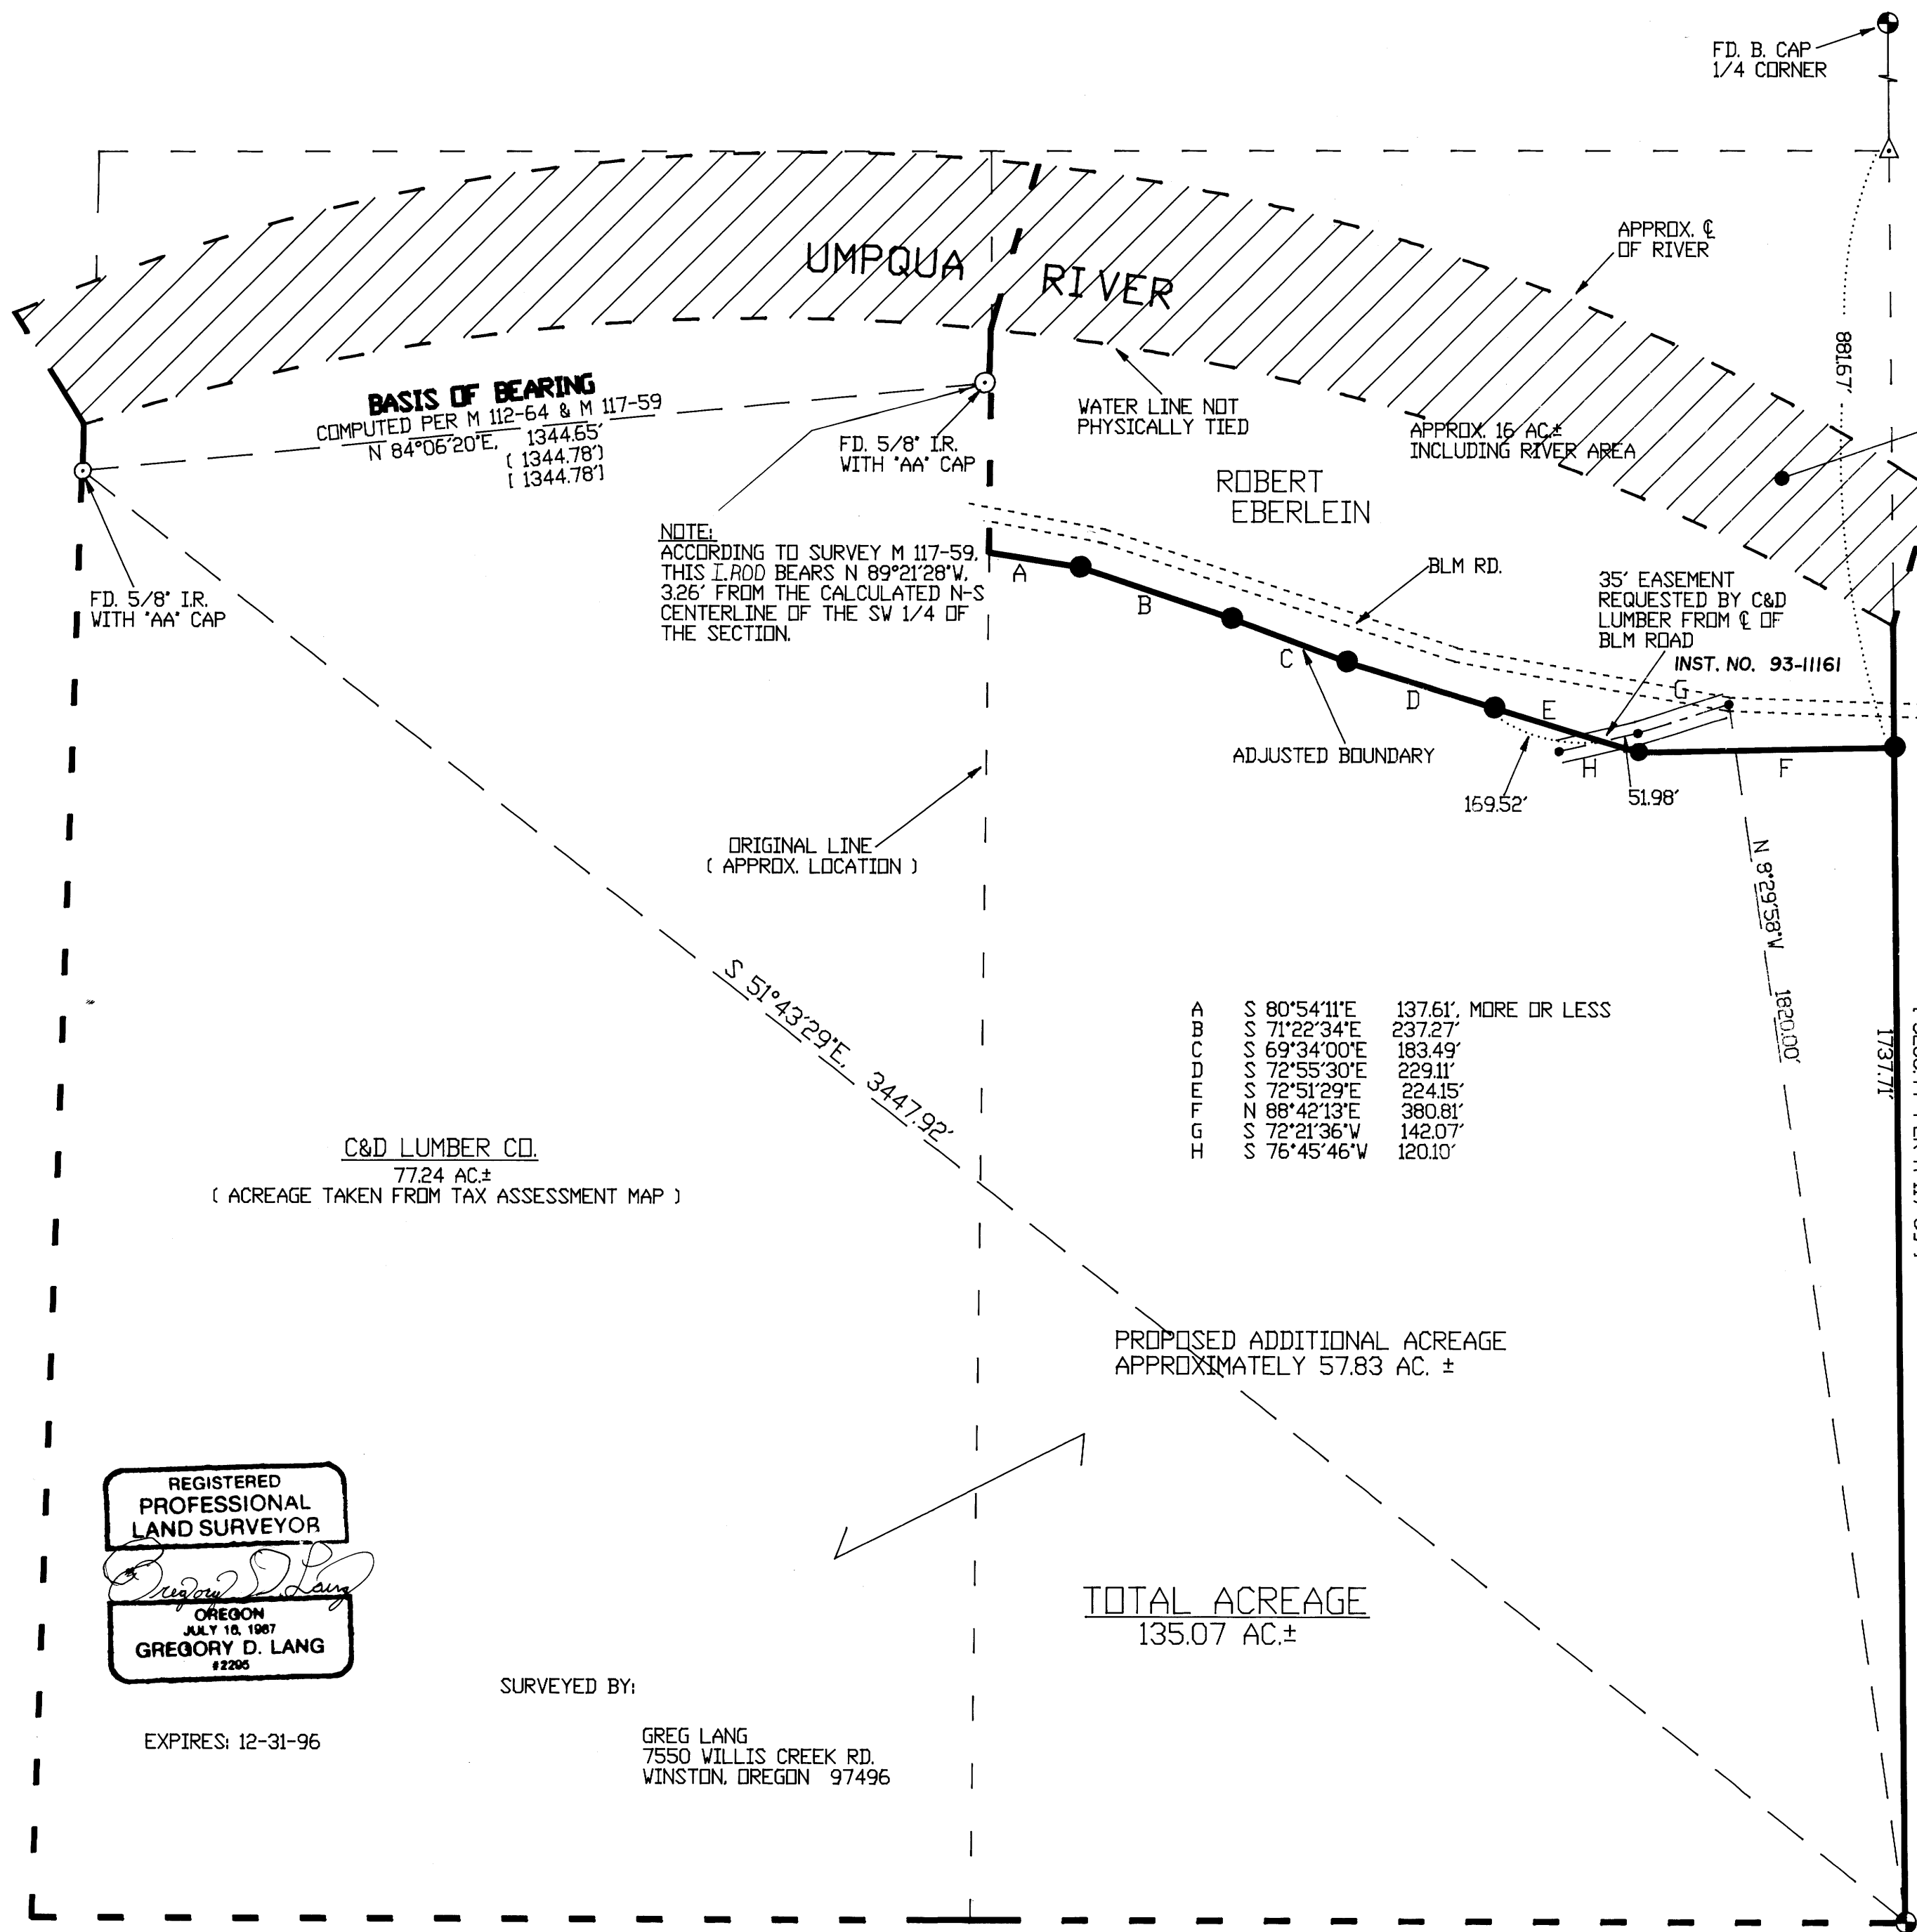 FD. B. CAP
1/4 CORNER
APPROX. ℄
OF RIVER
UMPQUA RIVER
881.67
BASIS OF BEARING
COMPUTED PER M 112-64 & M 117-59
N 84°06'20"E, 1344.65'
( 1344.78')
[ 1344.78']
FD. 5/8" I.R.
WITH "AA" CAP
WATER LINE NOT
PHYSICALLY TIED
APPROX. 16 AC.±
INCLUDING RIVER AREA
ROBERT
EBERLEIN
NOTE:
ACCORDING TO SURVEY M 117-59,
THIS I.ROD BEARS N 89°21'28"W,
3.26' FROM THE CALCULATED N-S
CENTERLINE OF THE SW 1/4 OF
THE SECTION.
FD. 5/8" I.R.
WITH "AA" CAP
BLM RD.
35' EASEMENT
REQUESTED BY C&D
LUMBER FROM ℄ OF
BLM ROAD
INST. NO. 93-11161
A
B
C
D
E
G
H
F
ADJUSTED BOUNDARY
169.52'
51.98'
ORIGINAL LINE
( APPROX. LOCATION )
N 8°29'58"W 1820.00'
1737.71'
S 51°43'29"E, 3447.92'
A S 80°54'11"E 137.61', MORE OR LESS
B S 71°22'34"E 237.27'
C S 69°34'00"E 183.49'
D S 72°55'30"E 229.11'
E S 72°51'29"E 224.15'
F N 88°42'13"E 380.81'
G S 72°21'36"W 142.07'
H S 76°45'46"W 120.10'
C&D LUMBER CO.
77.24 AC.±
( ACREAGE TAKEN FROM TAX ASSESSMENT MAP )
PROPOSED ADDITIONAL ACREAGE
APPROXIMATELY 57.83 AC. ±
REGISTERED
PROFESSIONAL
LAND SURVEYOR
Gregory D. Lang
OREGON
JULY 16, 1987
GREGORY D. LANG
#2295
EXPIRES: 12-31-96
TOTAL ACREAGE
135.07 AC.±
SURVEYED BY:
GREG LANG
7550 WILLIS CREEK RD.
WINSTON, OREGON 97496